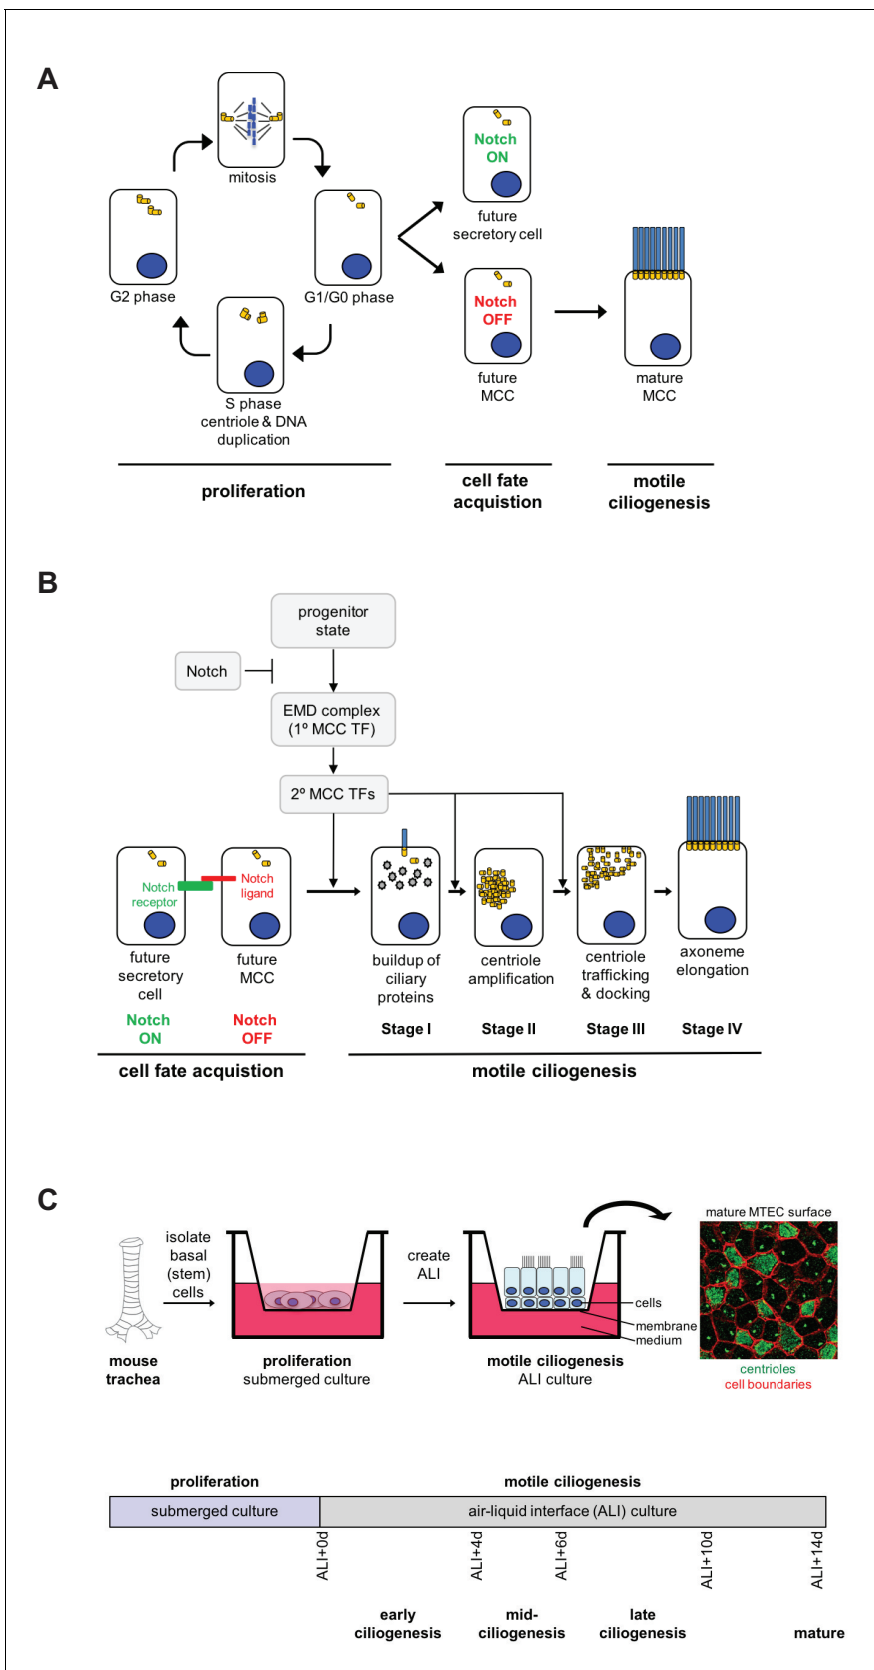 A
mitosis
G2 phase
G1/G0 phase
S phase
centriole & DNA
duplication
Notch
ON
future
secretory cell
Notch
OFF
future
MCC
mature
MCC
proliferation
cell fate
acquistion
motile
ciliogenesis
B
progenitor
state
Notch
EMD complex
(1º MCC TF)
2º MCC TFs
Notch
receptor
Notch
ligand
future
secretory
cell
future
MCC
buildup of
ciliary
proteins
centriole
amplification
centriole
trafficking
& docking
axoneme
elongation
Notch
ON
Notch
OFF
Stage I
Stage II
Stage III
Stage IV
cell fate acquistion
motile ciliogenesis
C
isolate
basal
(stem)
cells
create
ALI
mature MTEC surface
cells
membrane
medium
mouse
trachea
proliferation
submerged culture
motile ciliogenesis
ALI culture
centricles
cell boundaries
proliferation
motile ciliogenesis
submerged culture
air-liquid interface (ALI) culture
ALI+0d
ALI+4d
ALI+6d
ALI+10d
ALI+14d
early
ciliogenesis
mid-
ciliogenesis
late
ciliogenesis
mature